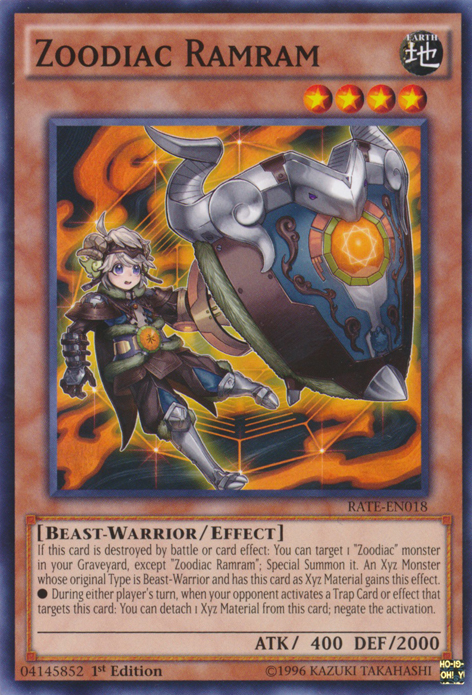 Zoodiac Ramram
EARTH
地
RATE-EN018
[Beast-Warrior/Effect]
If this card is destroyed by battle or card effect: You can target 1 "Zoodiac" monster
in your Graveyard, except "Zoodiac Ramram"; Special Summon it. An Xyz Monster
whose original Type is Beast-Warrior and has this card as Xyz Material gains this effect.
● During either player's turn, when your opponent activates a Trap Card or effect that
targets this card: You can detach 1 Xyz Material from this card; negate the activation.
ATK/ 400 DEF/2000
04145852 1st Edition ©1996 KAZUKI TAKAHASHI